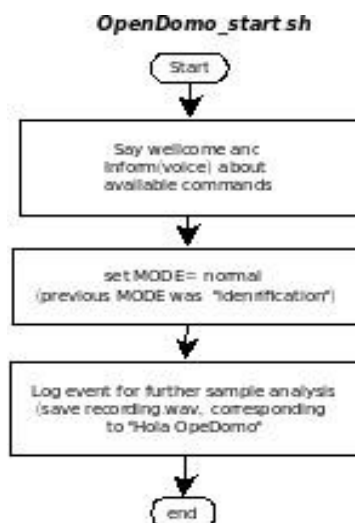 OpenDomo_start sh
Start
Say wellcome anc
Inform(voice) about
available commands
set MODE= normal
(previous MODE was "Idenrification")
Log event for further sample analysis
(save recording.wav, corresponding
to "Hola OpeDomo"
end